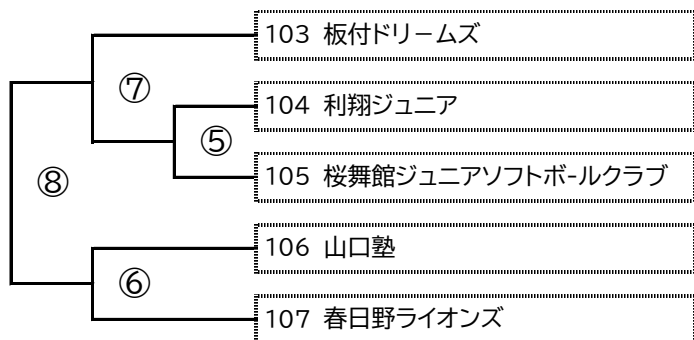 103 板付ドリームズ
⑦
104 利翔ジュニア
⑤
105 桜舞館ジュニアソフトボ-ルクラブ
⑧
106 山口塾
⑥
107 春日野ライオンズ